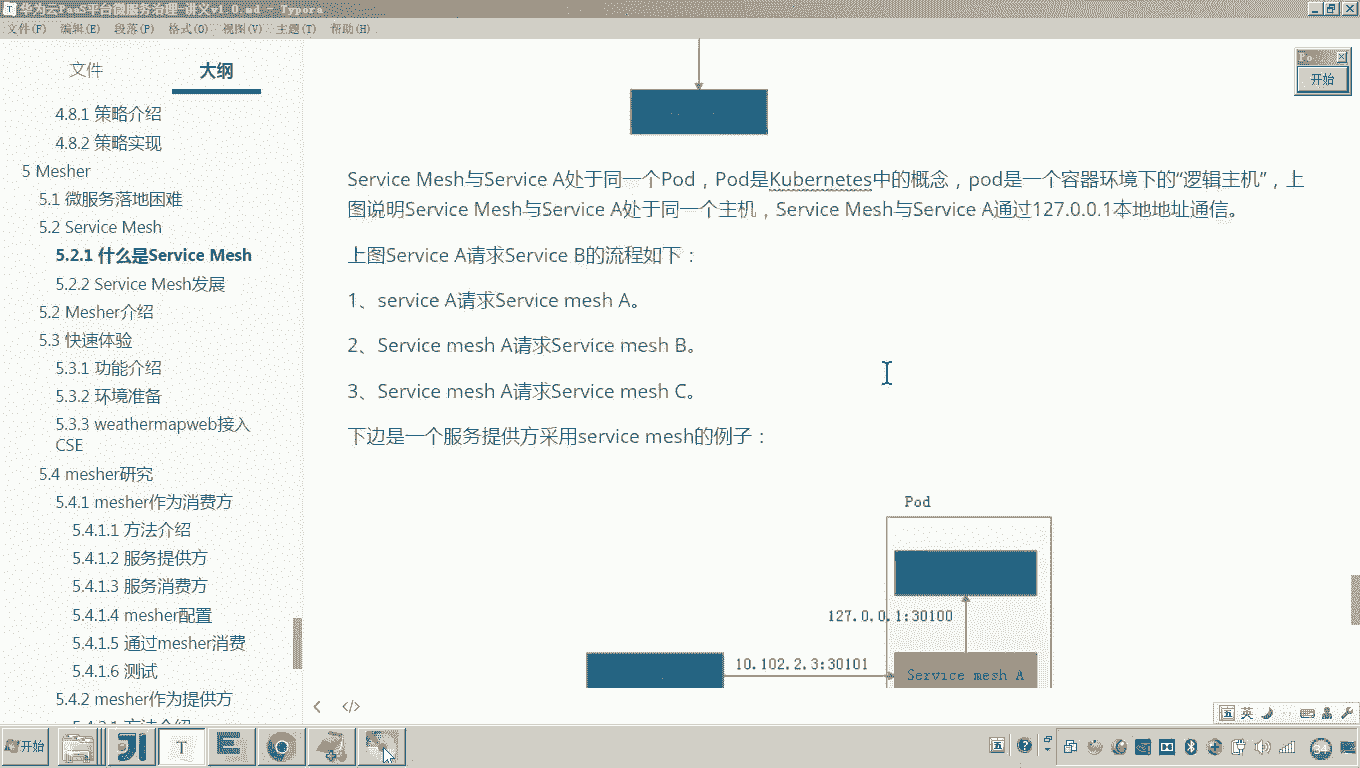 华为云PaaS平台微服务治理-讲义v1.0.md - Typora
文件(F) 编辑(E) 段落(P) 格式(O) 视图(V) 主题(T) 帮助(H)
文件 大纲
4.8.1 策略介绍
4.8.2 策略实现
5 Mesher
5.1 微服务落地困难
5.2 Service Mesh
5.2.1 什么是Service Mesh
5.2.2 Service Mesh发展
5.2 Mesher介绍
5.3 快速体验
5.3.1 功能介绍
5.3.2 环境准备
5.3.3 weathermapweb接入
CSE
5.4 mesher研究
5.4.1 mesher作为消费方
5.4.1.1 方法介绍
5.4.1.2 服务提供方
5.4.1.3 服务消费方
5.4.1.4 mesher配置
5.4.1.5 通过mesher消费
5.4.1.6 测试
5.4.2 mesher作为提供方
Service Mesh与Service A处于同一个Pod，Pod是Kubernetes中的概念，pod是一个容器环境下的“逻辑主机”，上
图说明Service Mesh与Service A处于同一个主机，Service Mesh与Service A通过127.0.0.1本地地址通信。
上图Service A请求Service B的流程如下：
1、service A请求Service mesh A。
2、Service mesh A请求Service mesh B。
3、Service mesh A请求Service mesh C。
下边是一个服务提供方采用service mesh的例子：
Pod
127.0.0.1:30100
10.102.2.3:30101
Service mesh A
开始
英
开始